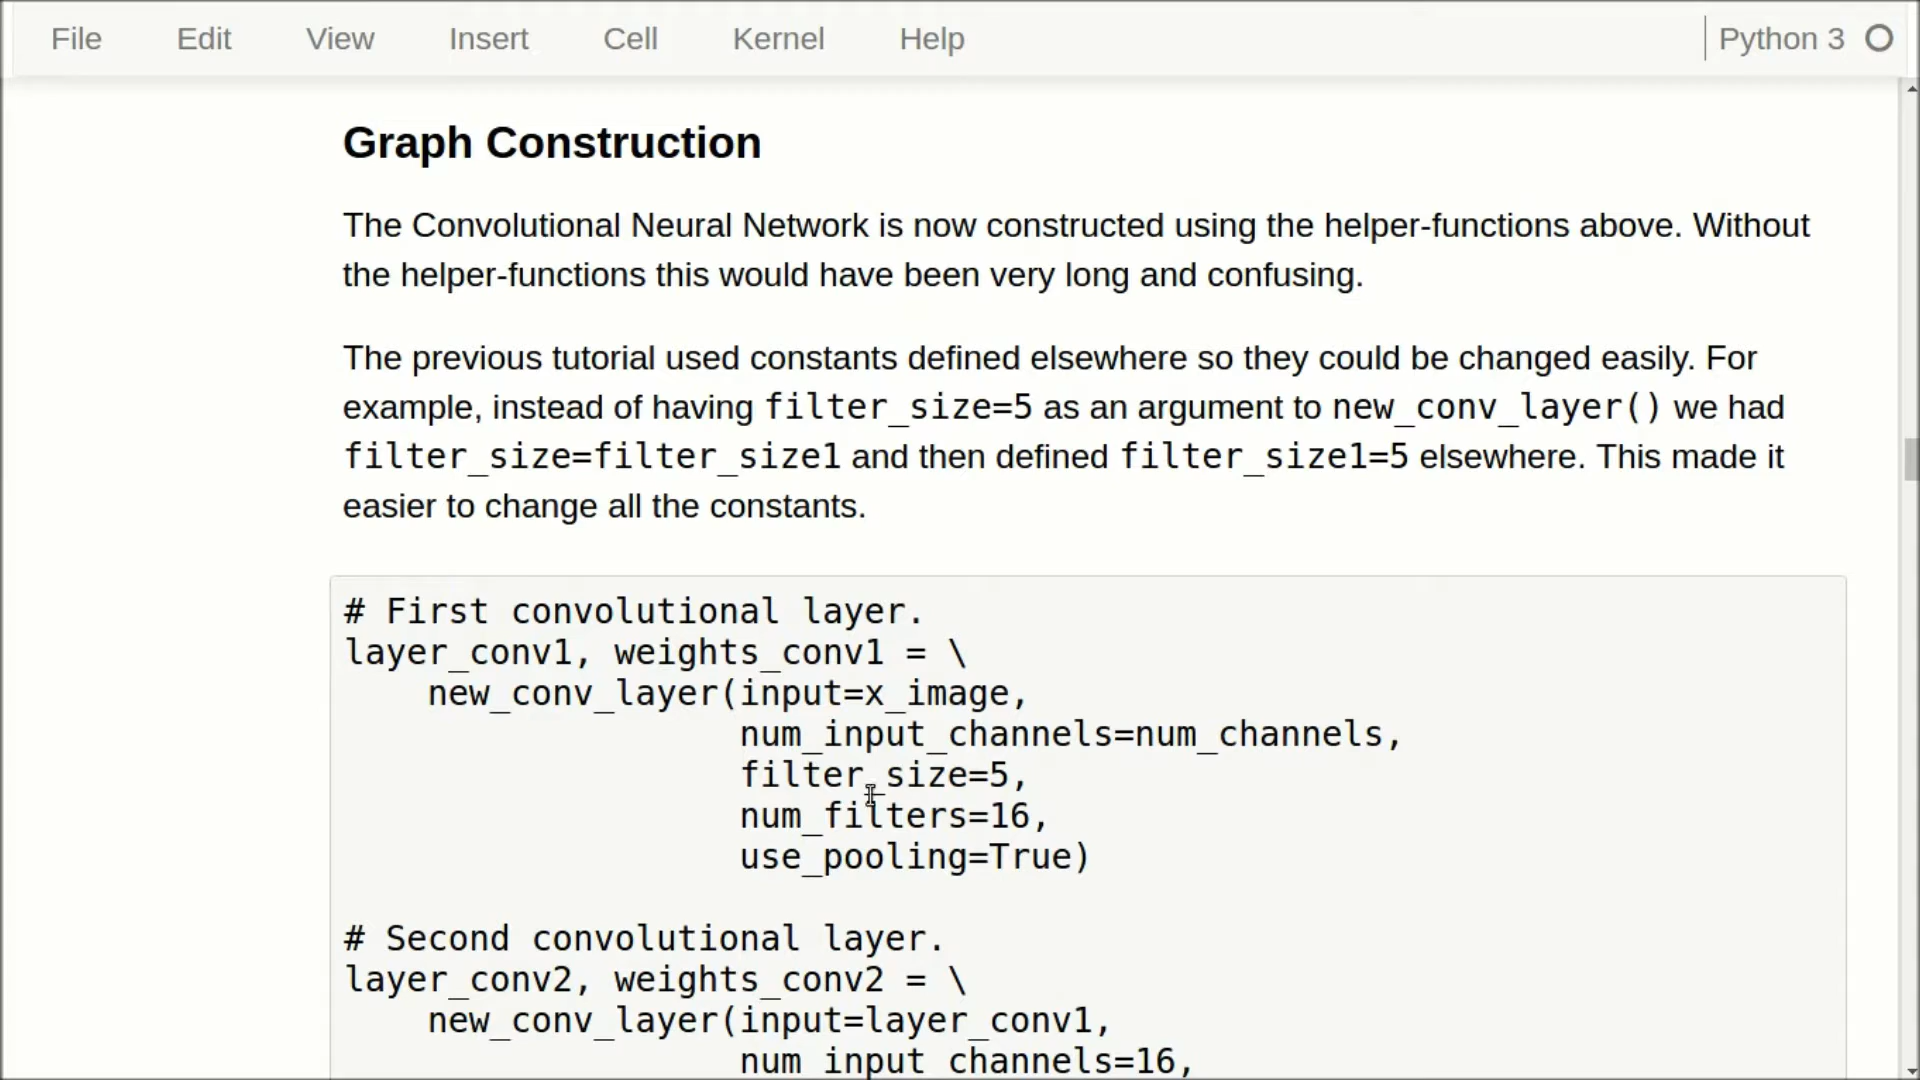 File Edit View Insert Cell Kernel Help Python 3
Graph Construction
The Convolutional Neural Network is now constructed using the helper-functions above. Without
the helper-functions this would have been very long and confusing.
The previous tutorial used constants defined elsewhere so they could be changed easily. For
example, instead of having filter_size=5 as an argument to new_conv_layer() we had
filter_size=filter_size1 and then defined filter_size1=5 elsewhere. This made it
easier to change all the constants.
# First convolutional layer.
layer_conv1, weights_conv1 = \
    new_conv_layer(input=x_image,
                   num_input_channels=num_channels,
                   filter_size=5,
                   num_filters=16,
                   use_pooling=True)
# Second convolutional layer.
layer_conv2, weights_conv2 = \
    new_conv_layer(input=layer_conv1,
                   num_input_channels=16,